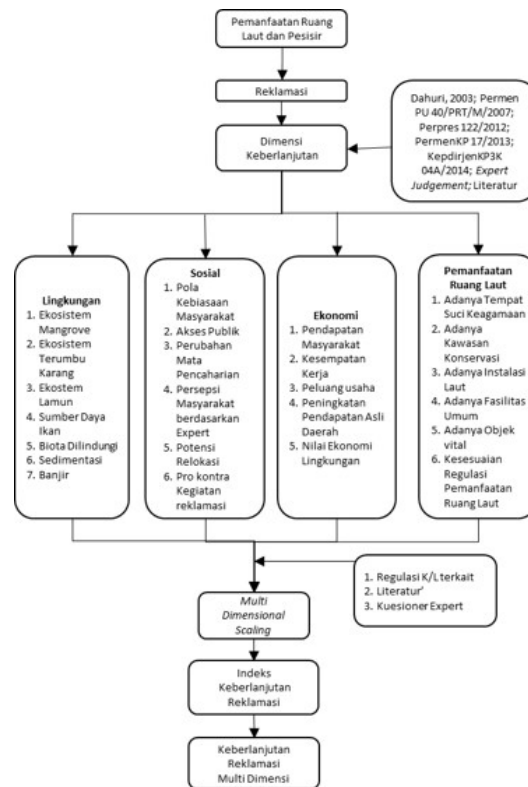 Pemanfaatan Ruang
Laut dan Pesisir
Reklamasi
Dimensi
Keberlanjutan
Dahuri, 2003; Permen
PU 40/PRT/M/2007;
Perpres 122/2012;
PermenKP 17/2013;
KepdirjenKP3K
04A/2014; Expert
Judgement; Literatur
Lingkungan
1. Ekosistem
Mangrove
2. Ekosistem
Terumbu
Karang
3. Ekostem
Lamun
4. Sumber Daya
Ikan
5. Biota Dilindungi
6. Sedimentasi
7. Banjir
Sosial
1. Pola
Kebiasaan
Masyarakat
2. Akses Publik
3. Perubahan
Mata
Pencaharian
4. Persepsi
Masyarakat
berdasarkan
Expert
5. Potensi
Relokasi
6. Pro kontra
Kegiatan
reklamasi
Ekonomi
1. Pendapatan
Masyarakat
2. Kesempatan
Kerja
3. Peluang usaha
4. Peningkatan
Pendapatan Asli
Daerah
5. Nilai Ekonomi
Lingkungan
Pemanfaatan
Ruang Laut
1. Adanya Tempat
Suci Keagamaan
2. Adanya
Kawasan
Konservasi
3. Adanya Instalasi
Laut
4. Adanya Fasilitas
Umum
5. Adanya Objek
vital
6. Kesesuaian
Regulasi
Pemanfaatan
Ruang Laut
1. Regulasi K/L terkait
2. Literatur'
3. Kuesioner Expert
Multi
Dimensional
Scaling
Indeks
Keberlanjutan
Reklamasi
Keberlanjutan
Reklamasi
Multi Dimensi